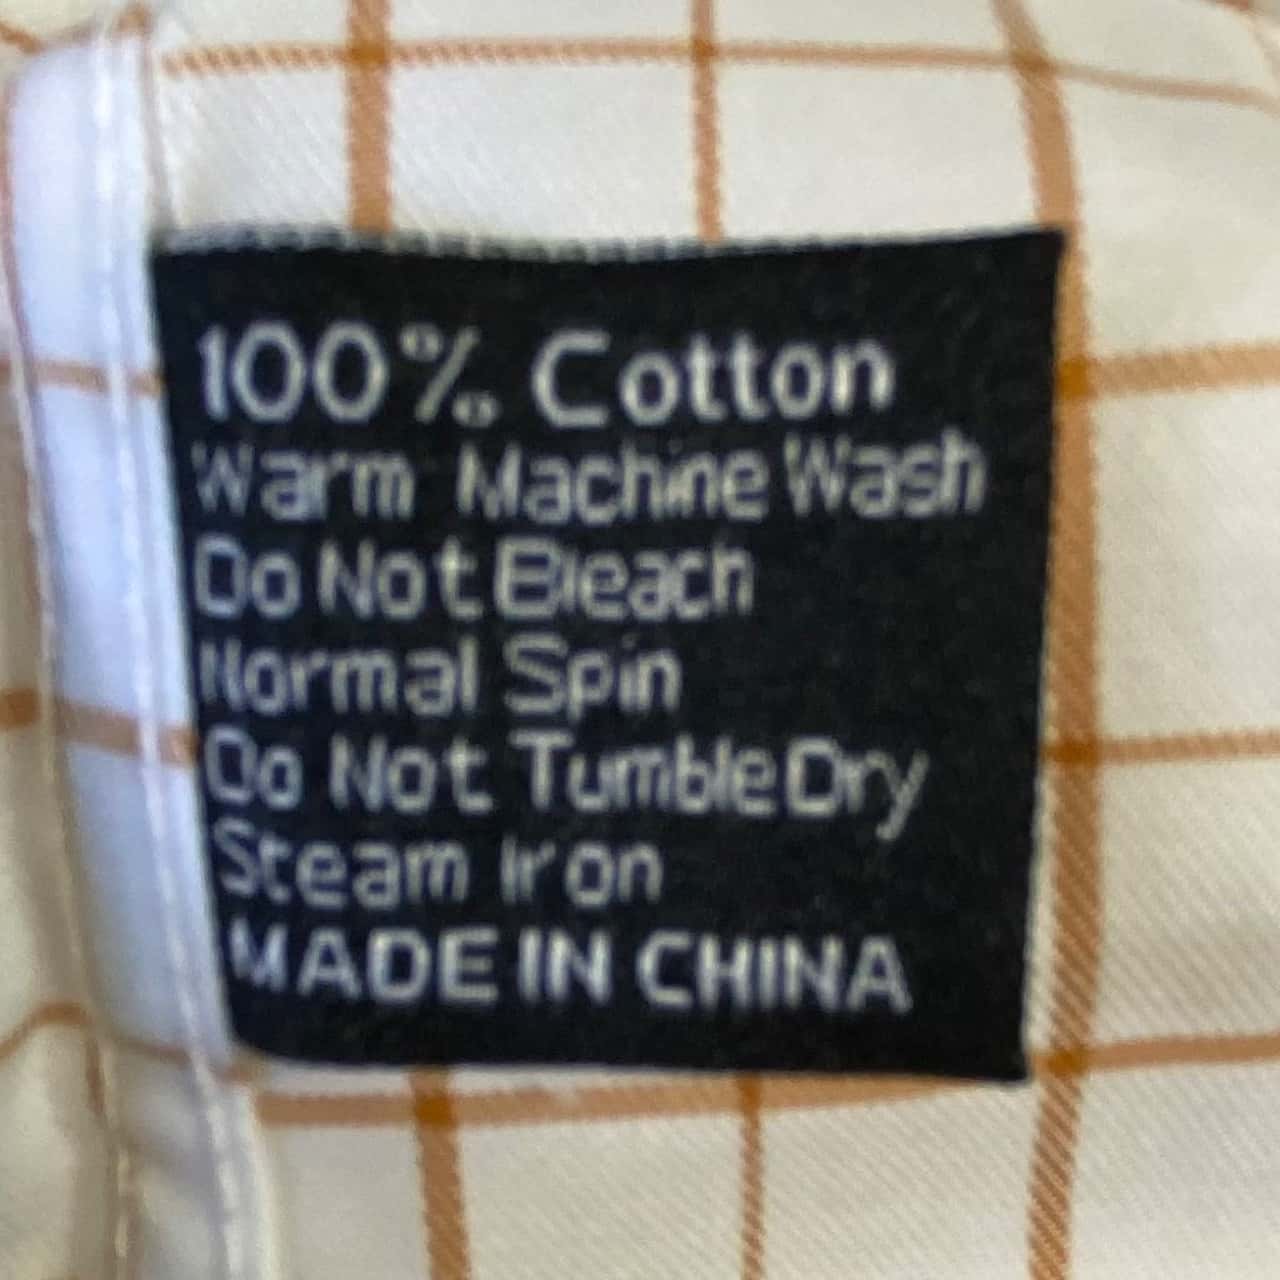 100% Cotton
Warm Machine Wash
Do Not Bleach
Normal Spin
Do Not Tumble Dry
Steam Iron
MADE IN CHINA